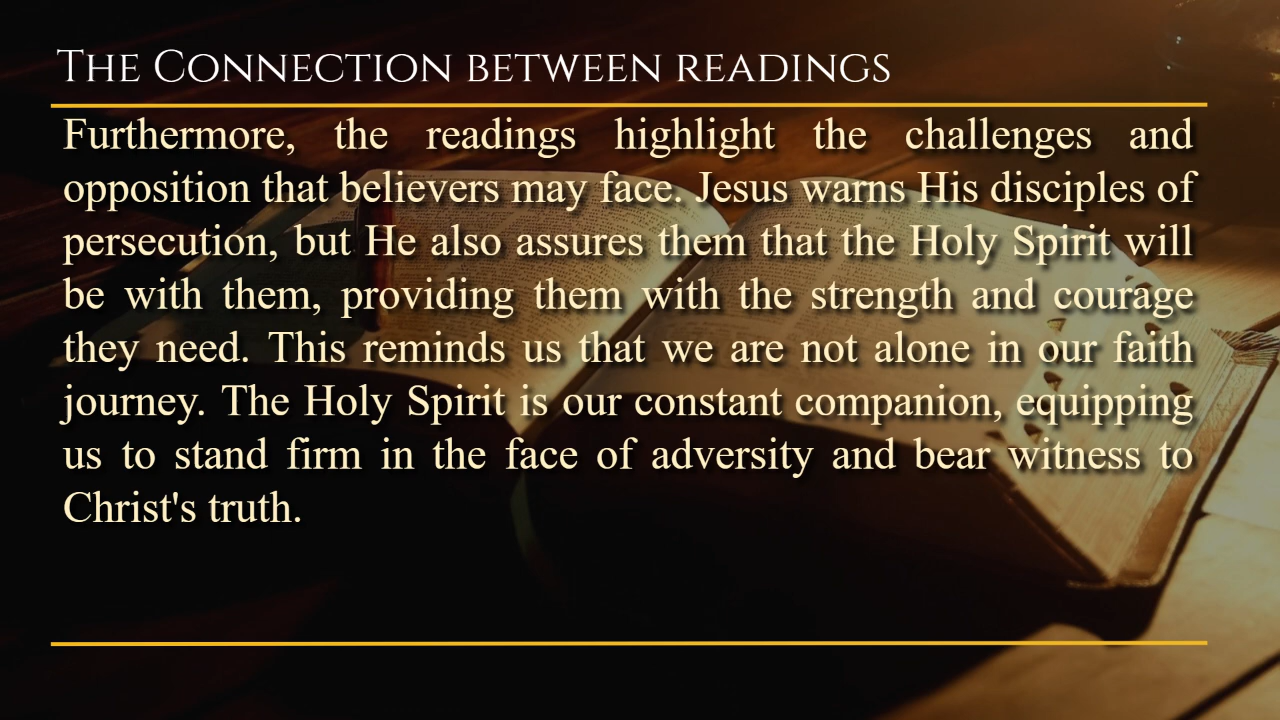 The Connection between readings
Furthermore, the readings highlight the challenges and
opposition that believers may face. Jesus warns His disciples of
persecution, but He also assures them that the Holy Spirit will
be with them, providing them with the strength and courage
they need. This reminds us that we are not alone in our faith
journey. The Holy Spirit is our constant companion, equipping
us to stand firm in the face of adversity and bear witness to
Christ's truth.